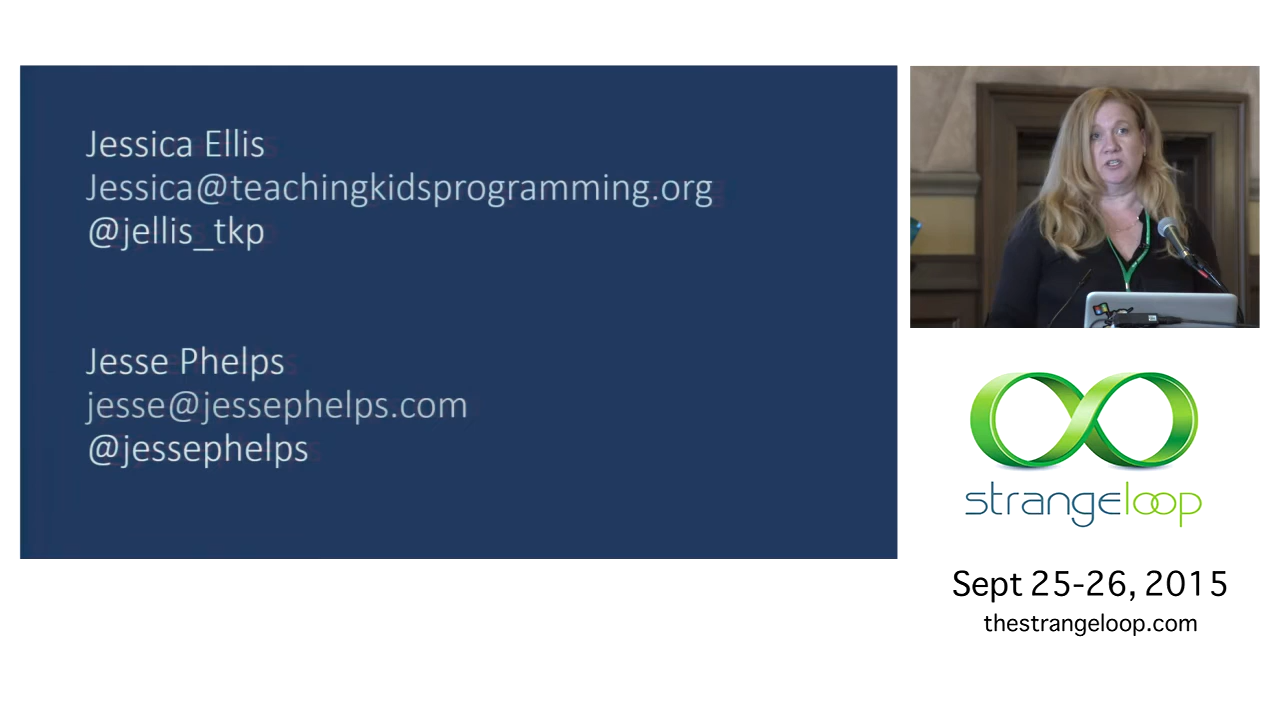 Jessica Ellis
Jessica@teachingkidsprogramming.org
@jellis_tkp
Jesse Phelps
jesse@jessephelps.com
@jessephelps
strangeloop
Sept 25-26, 2015
thestrangeloop.com